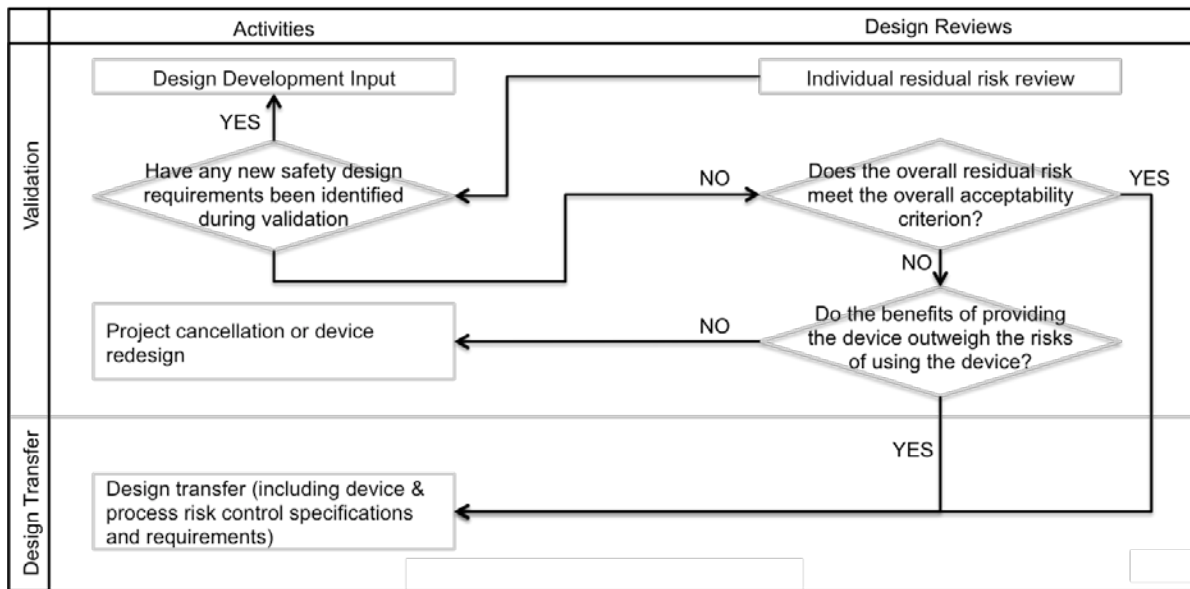 Activities
Design Reviews
Validation
Design Development Input
Individual residual risk review
YES
Have any new safety design
requirements been identified
during validation
NO
Does the overall residual risk
meet the overall acceptability
criterion?
YES
NO
Project cancellation or device
redesign
NO
Do the benefits of providing
the device outweigh the risks
of using the device?
YES
Design Transfer
Design transfer (including device &
process risk control specifications
and requirements)